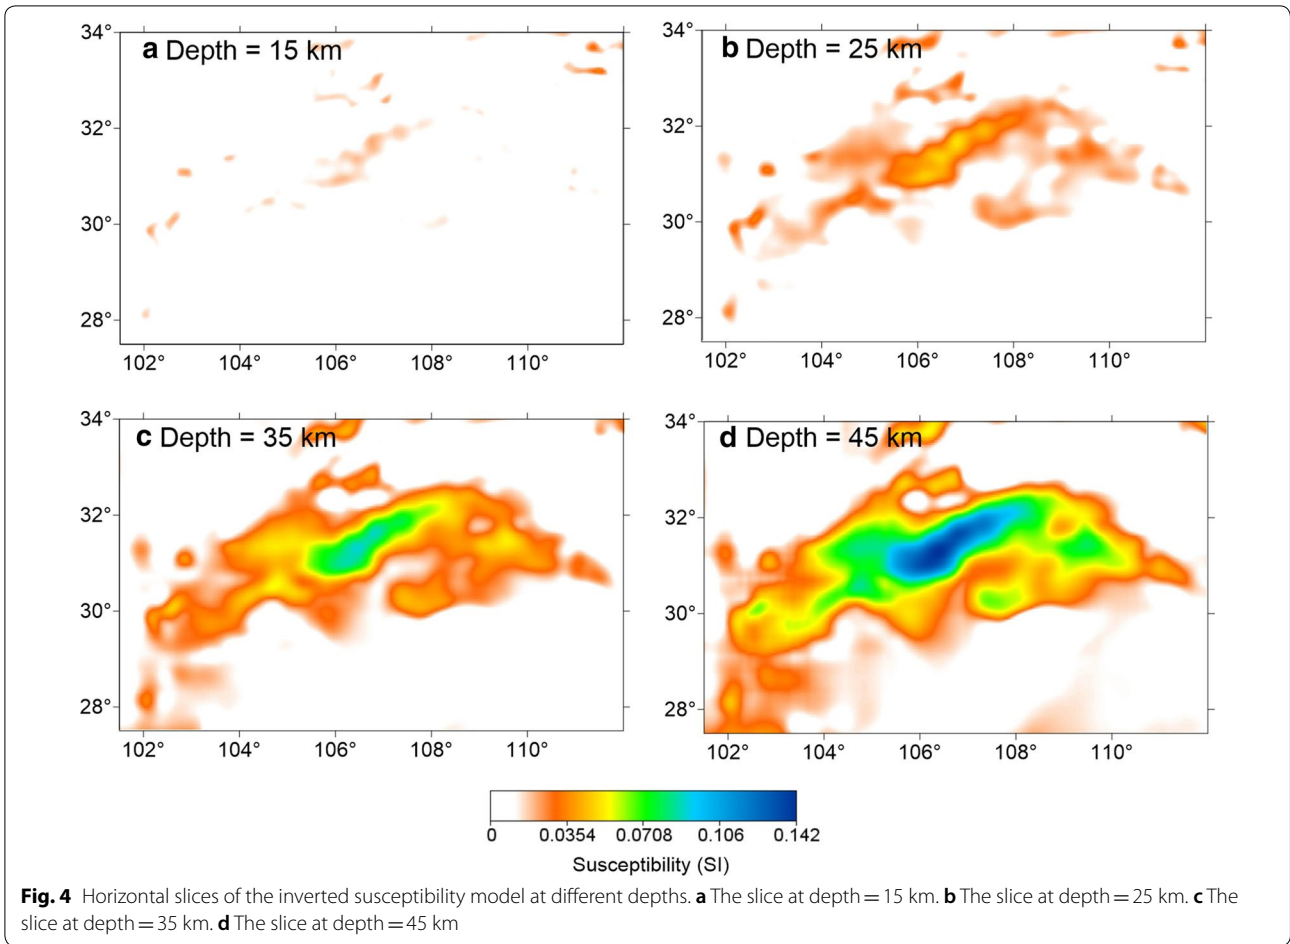 a Depth = 15 km
34°
32°
30°
28°
102° 104° 106° 108° 110°
b Depth = 25 km
34°
32°
30°
28°
102° 104° 106° 108° 110°
c Depth = 35 km
34°
32°
30°
28°
102° 104° 106° 108° 110°
d Depth = 45 km
34°
32°
30°
28°
102° 104° 106° 108° 110°
0 0.0354 0.0708 0.106 0.142
Susceptibility (SI)
Fig. 4 Horizontal slices of the inverted susceptibility model at different depths. a The slice at depth = 15 km. b The slice at depth = 25 km. c The
slice at depth = 35 km. d The slice at depth = 45 km